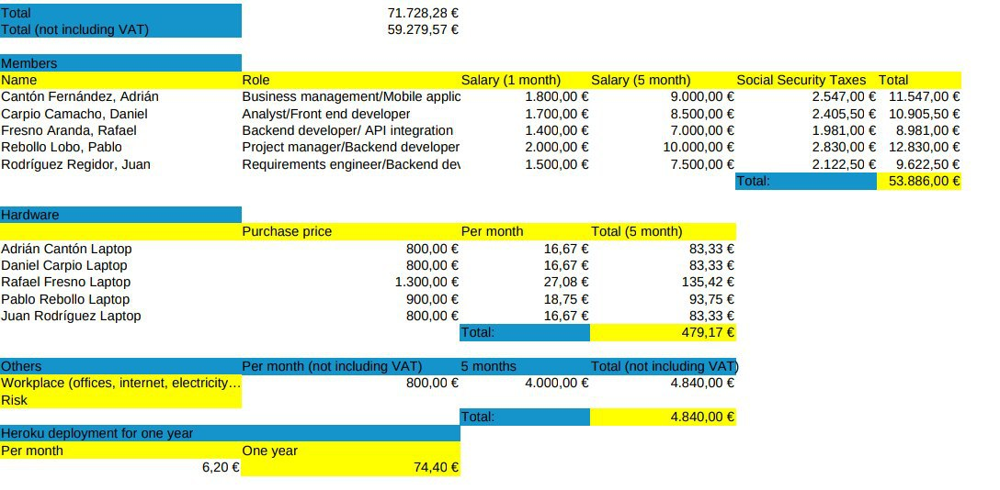 Total 71.728,28 €
Total (not including VAT) 59.279,57 €
Members
Name Role Salary (1 month) Salary (5 month) Social Security Taxes Total
Cantón Fernández, Adrián Business management/Mobile applic 1.800,00 € 9.000,00 € 2.547,00 € 11.547,00 €
Carpio Camacho, Daniel Analyst/Front end developer 1.700,00 € 8.500,00 € 2.405,50 € 10.905,50 €
Fresno Aranda, Rafael Backend developer/ API integration 1.400,00 € 7.000,00 € 1.981,00 € 8.981,00 €
Rebollo Lobo, Pablo Project manager/Backend developer 2.000,00 € 10.000,00 € 2.830,00 € 12.830,00 €
Rodríguez Regidor, Juan Requirements engineer/Backend dev 1.500,00 € 7.500,00 € 2.122,50 € 9.622,50 €
Total: 53.886,00 €
Hardware
Purchase price Per month Total (5 month)
Adrián Cantón Laptop 800,00 € 16,67 € 83,33 €
Daniel Carpio Laptop 800,00 € 16,67 € 83,33 €
Rafael Fresno Laptop 1.300,00 € 27,08 € 135,42 €
Pablo Rebollo Laptop 900,00 € 18,75 € 93,75 €
Juan Rodríguez Laptop 800,00 € 16,67 € 83,33 €
Total: 479,17 €
Others Per month (not including VAT) 5 months Total (not including VAT)
Workplace (offices, internet, electricity… 800,00 € 4.000,00 € 4.840,00 €
Risk
Total: 4.840,00 €
Heroku deployment for one year
Per month One year
6,20 € 74,40 €